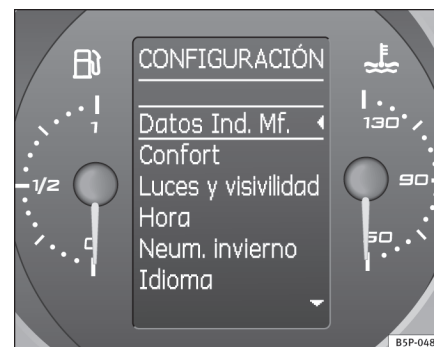 CONFIGURACIÓN
Datos Ind. Mf.
Confort
Luces y visivilidad
Hora
Neum. invierno
Idioma
1
1/2
0
130
90
50
B5P-048